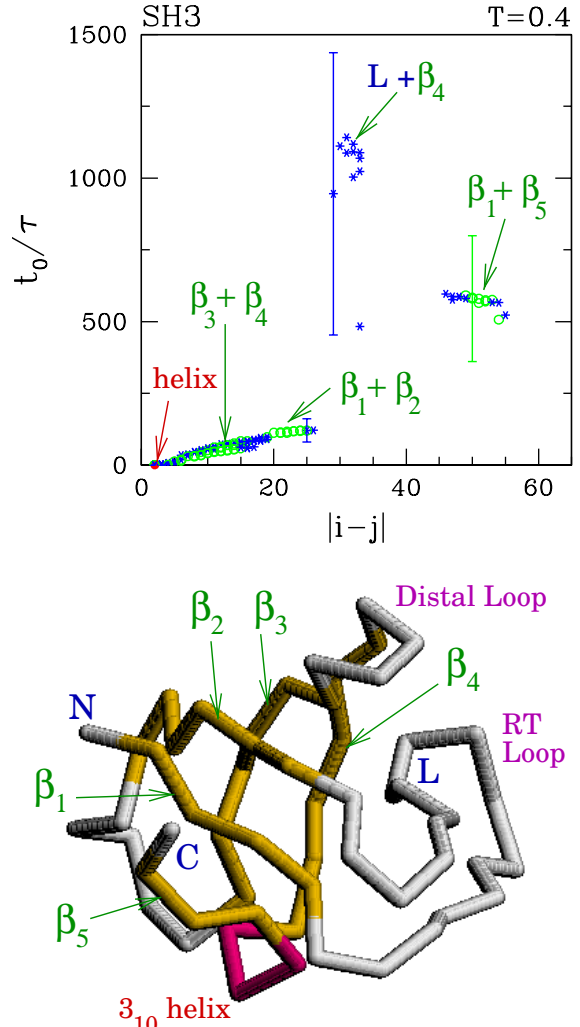 SH3 T=0.4
1500
L + β₄
1000
β₁ + β₅
t₀/τ
β₃ + β₄
500
helix
β₁ + β₂
0
0 20 40 60
|i−j|
Distal Loop
β₂ β₃
β₄
N
RT
Loop
L
β₁
C
β₅
3₁₀ helix